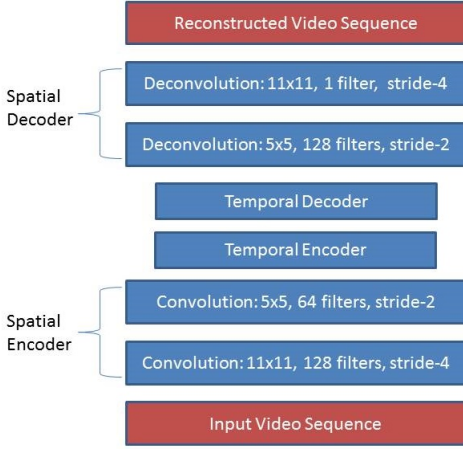 Reconstructed Video Sequence
Spatial
Decoder
Deconvolution: 11x11, 1 filter, stride-4
Deconvolution: 5x5, 128 filters, stride-2
Temporal Decoder
Temporal Encoder
Spatial
Encoder
Convolution: 5x5, 64 filters, stride-2
Convolution: 11x11, 128 filters, stride-4
Input Video Sequence